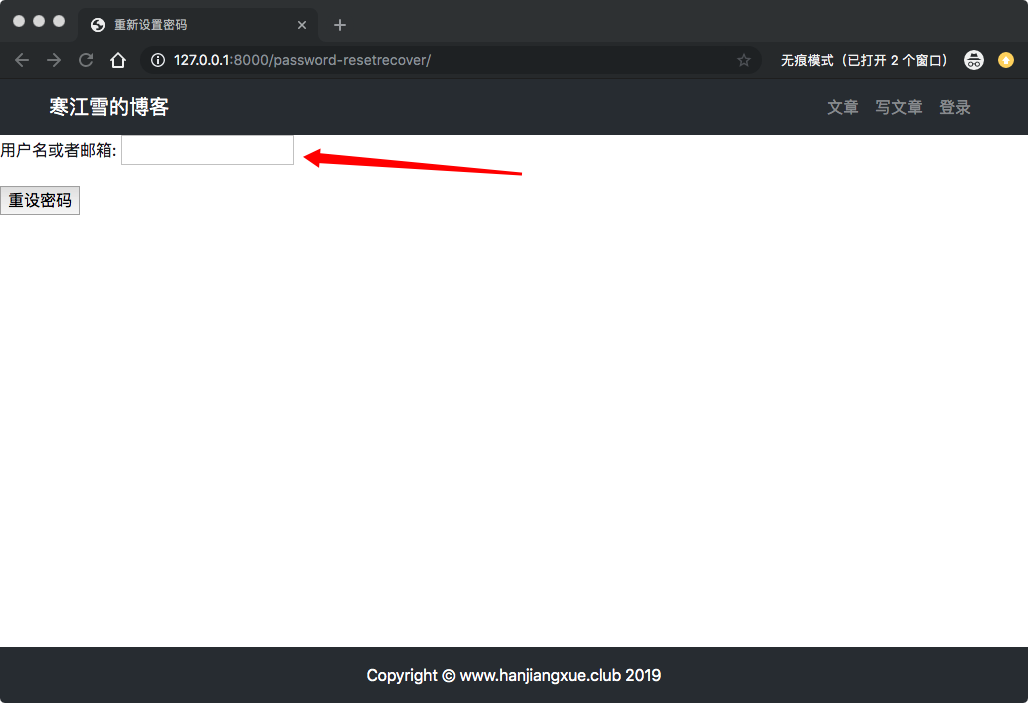 重新设置密码
127.0.0.1:8000/password-resetrecover/
无痕模式（已打开 2 个窗口）
寒江雪的博客
文章 写文章 登录
用户名或者邮箱:
重设密码
Copyright © www.hanjiangxue.club 2019